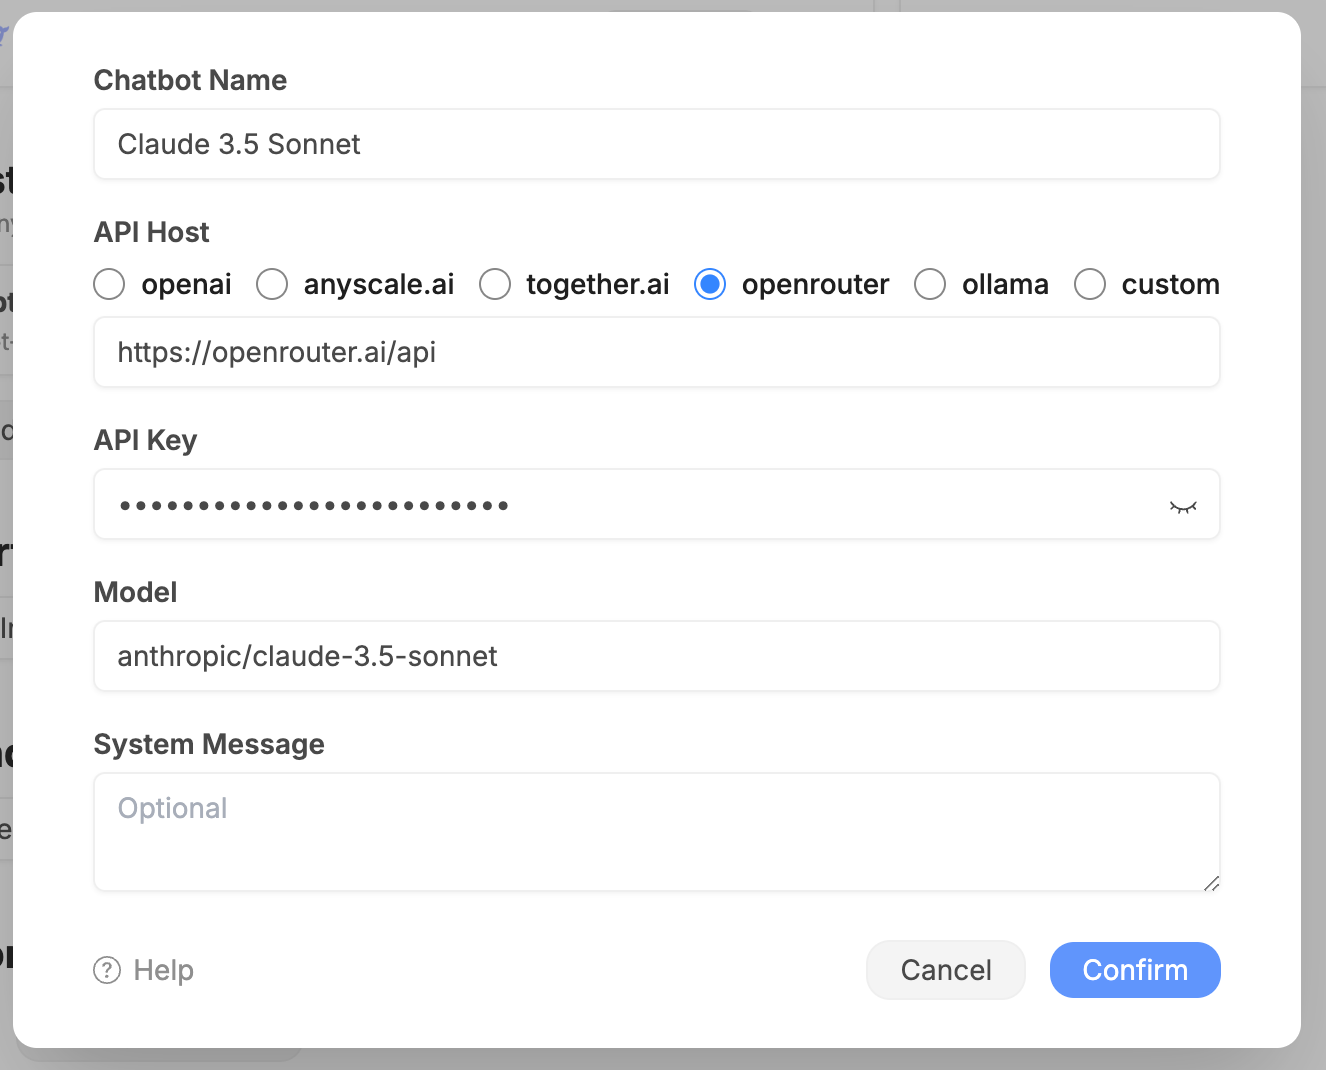 Chatbot Name
Claude 3.5 Sonnet
API Host
openai anyscale.ai together.ai openrouter ollama custom
https://openrouter.ai/api
API Key
••••••••••••••••••••••••• 
Model
anthropic/claude-3.5-sonnet
System Message
Optional
? Help
Cancel Confirm